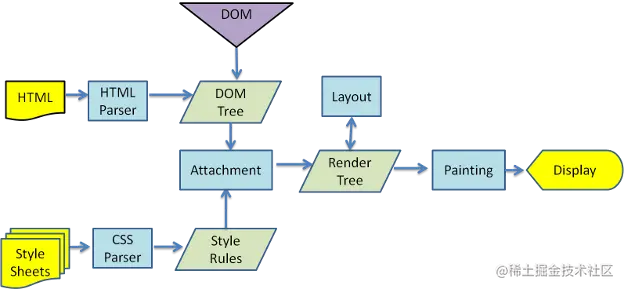 DOM
HTML
HTML
Parser
DOM
Tree
Layout
Attachment
Render
Tree
Painting
Display
Style
Sheets
CSS
Parser
Style
Rules
@稀土掘金技术社区